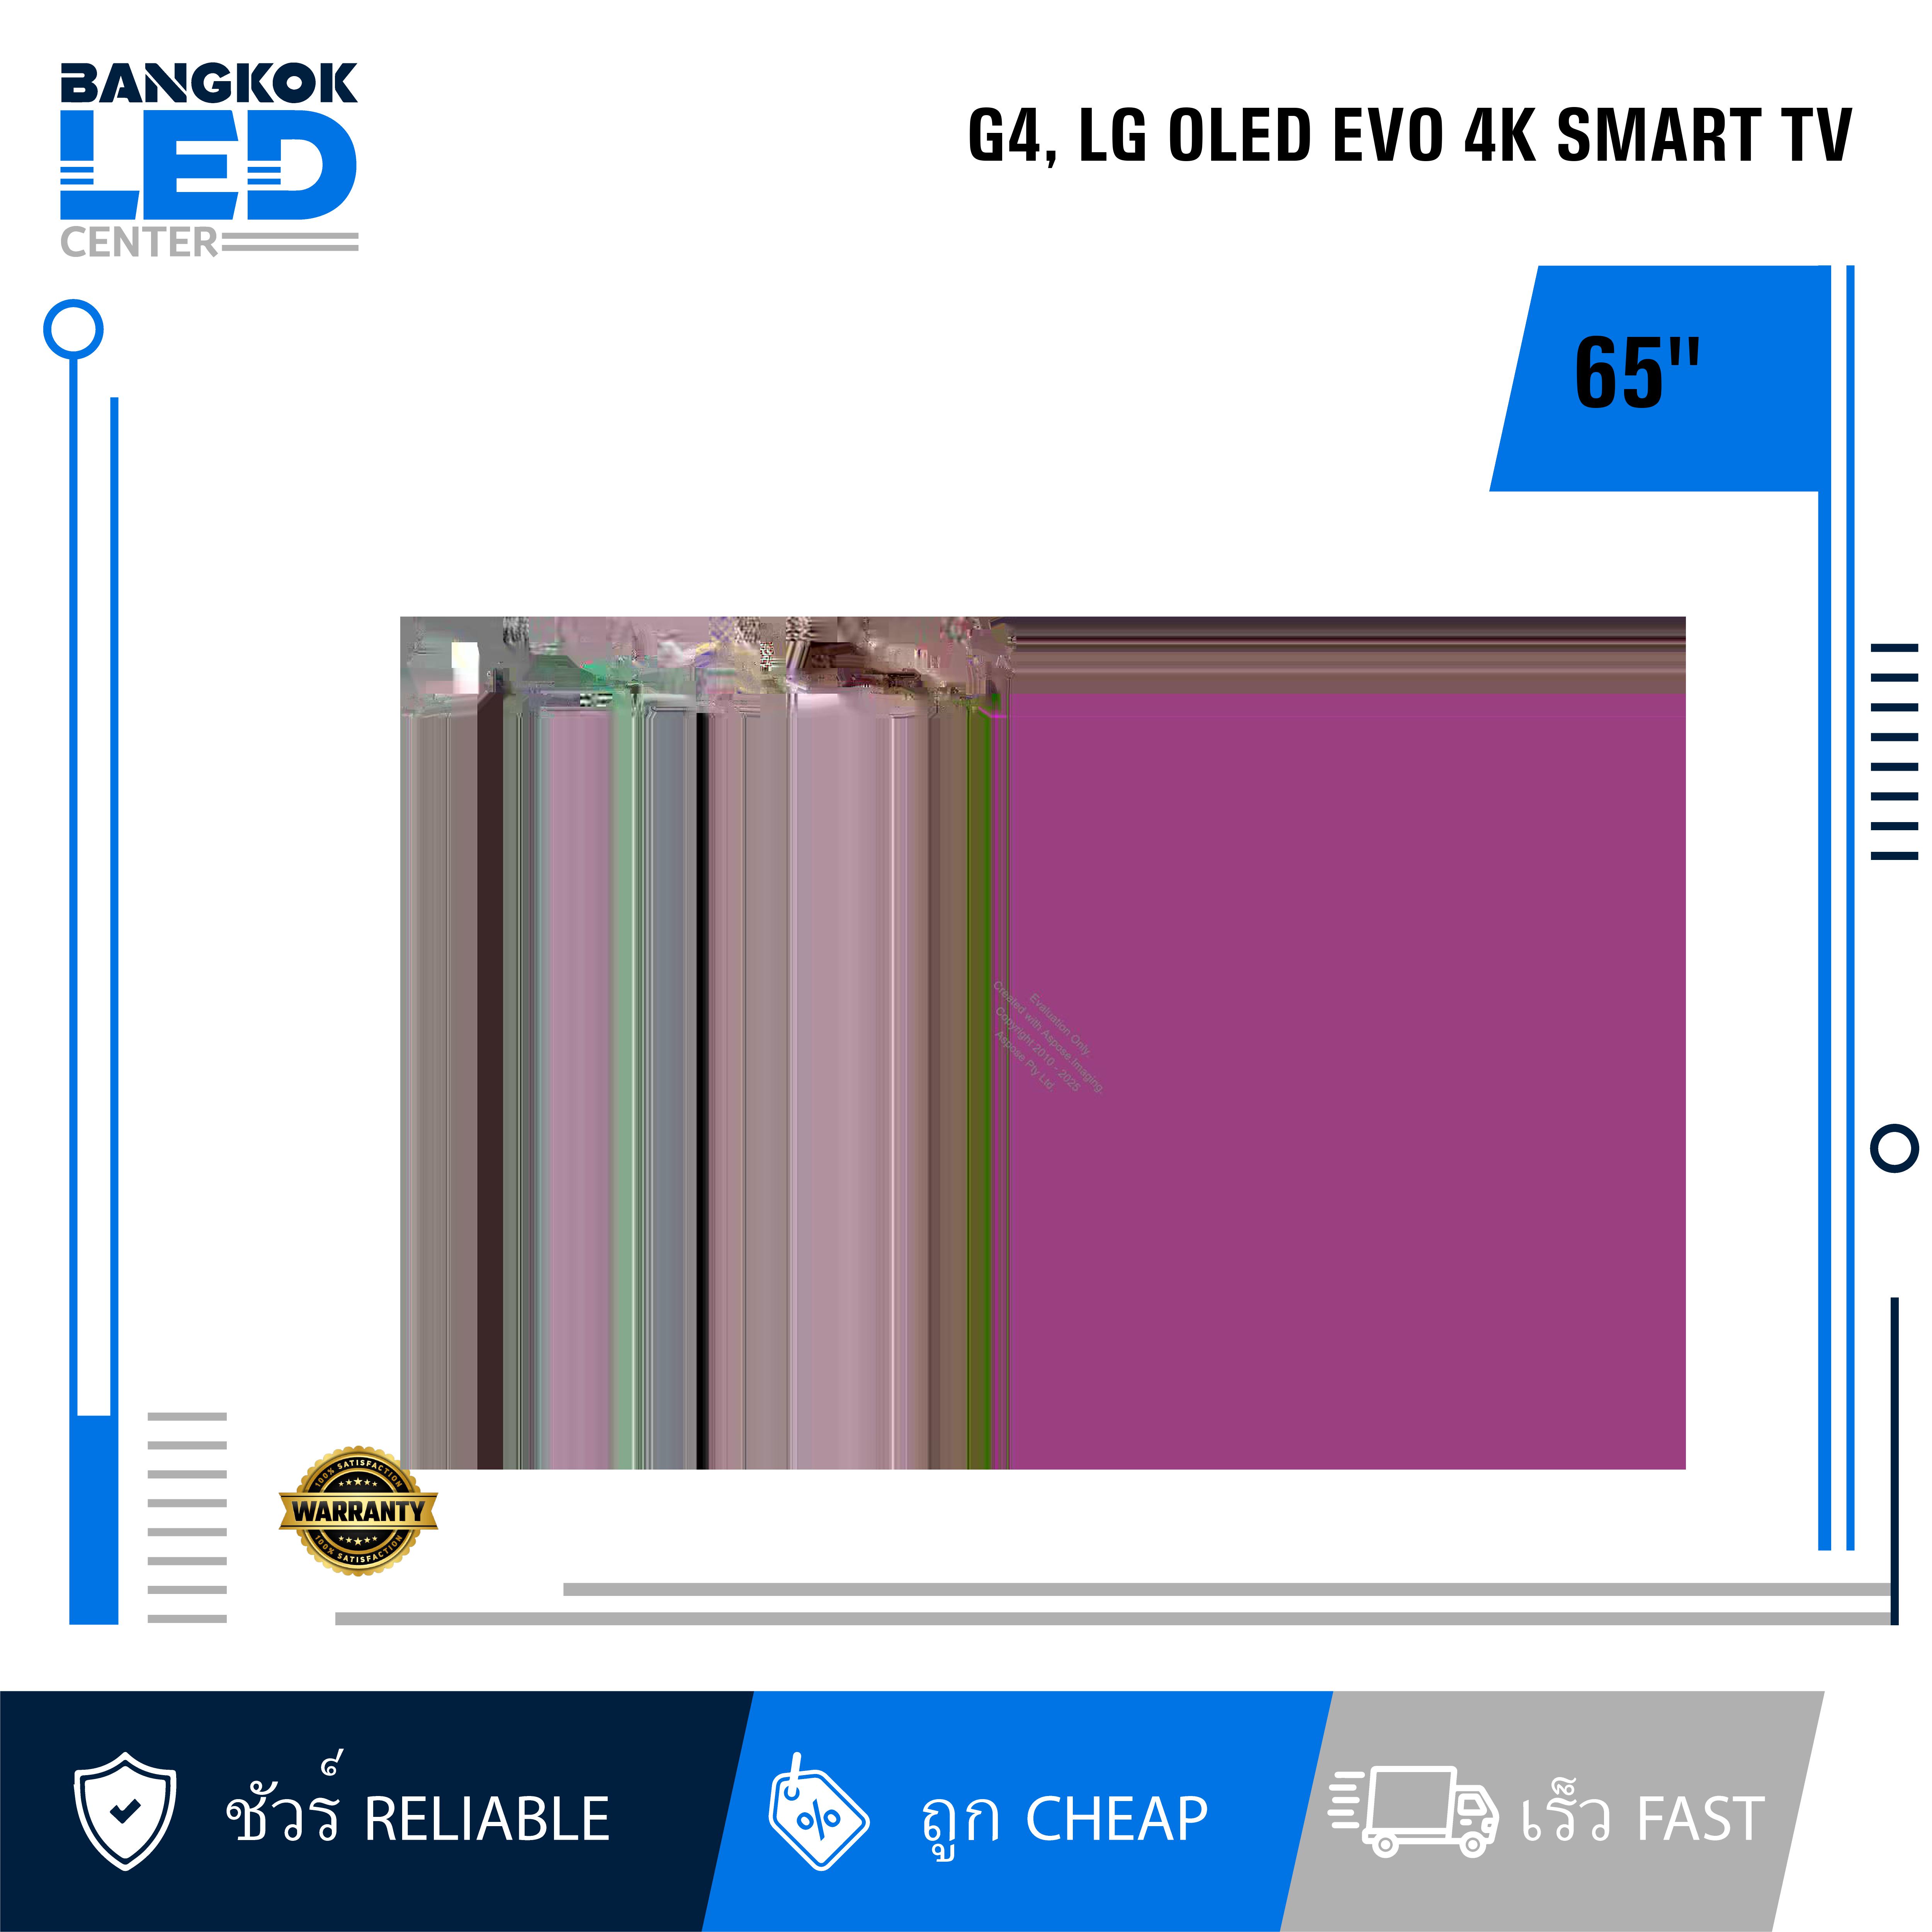 BANGKOK
LED
CENTER
G4, LG OLED EVO 4K SMART TV
65"
Evaluation Only.
Created with Aspose.Imaging.
Copyright 2010 - 2025
Aspose Pty Ltd.
100% SATISFACTION
WARRANTY
100% SATISFACTION
ชัวร์ RELIABLE
% ถูก CHEAP
เร็ว FAST